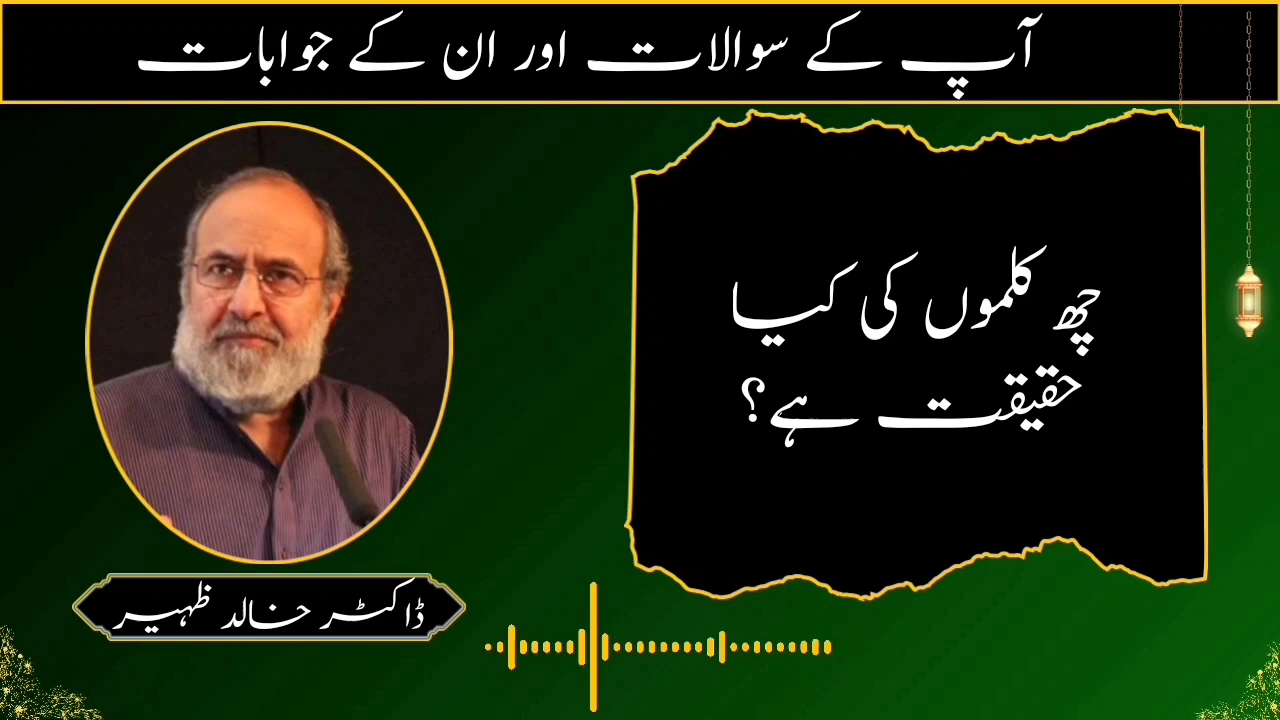 آپ کے سوالات اور ان کے جوابات
چھ کلموں کی کیا
حقیقت ہے؟
ڈاکٹر خالد ظہیر